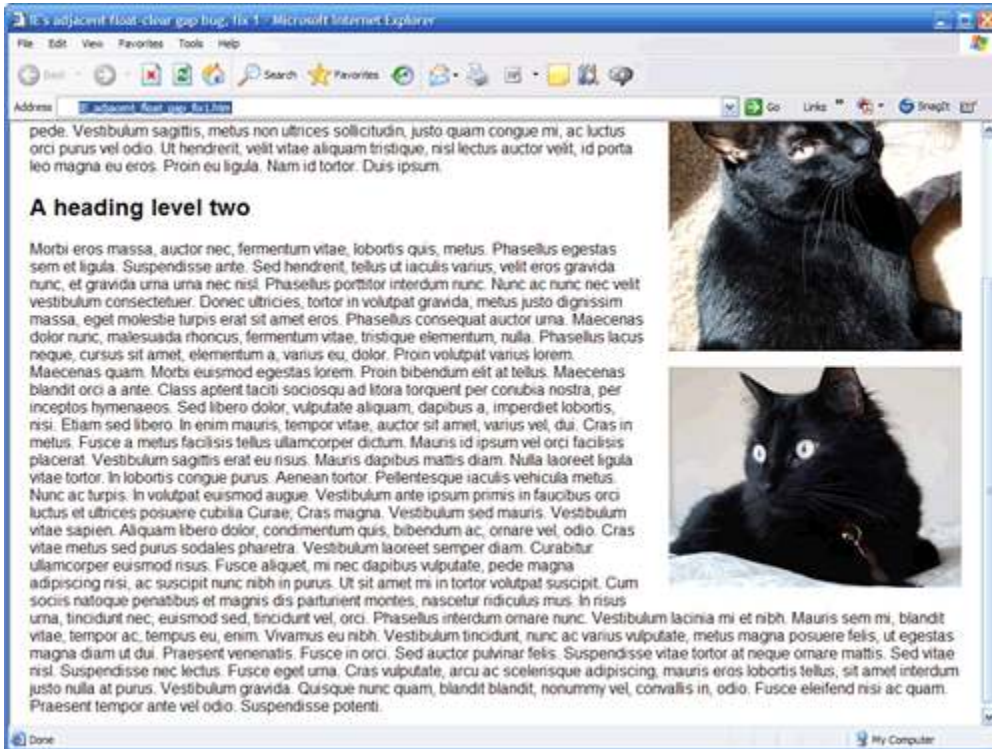 IE's adjacent float-clear gap bug, fix 1 - Microsoft Internet Explorer
File Edit View Favorites Tools Help
Back Search Favorites
Address IE_adjacent_float_gap_fix1.htm Go Links SnagIt
pede. Vestibulum sagittis, metus non ultrices sollicitudin, justo quam congue mi, ac luctus
orci purus vel odio. Ut hendrerit, velit vitae aliquam tristique, nisl lectus auctor velit, id porta
leo magna eu eros. Proin eu ligula. Nam id tortor. Duis ipsum.
A heading level two
Morbi eros massa, auctor nec, fermentum vitae, lobortis quis, metus. Phasellus egestas
sem et ligula. Suspendisse ante. Sed hendrerit, tellus ut iaculis varius, velit eros gravida
nunc, et gravida urna urna nec nisl. Phasellus porttitor interdum nunc. Nunc ac nunc nec velit
vestibulum consectetuer. Donec ultricies, tortor in volutpat gravida, metus justo dignissim
massa, eget molestie turpis erat sit amet eros. Phasellus consequat auctor urna. Maecenas
dolor nunc, malesuada rhoncus, fermentum vitae, tristique elementum, nulla. Phasellus lacus
neque, cursus sit amet, elementum a, varius eu, dolor. Proin volutpat varius lorem.
Maecenas quam. Morbi euismod egestas lorem. Proin bibendum elit at tellus. Maecenas
blandit orci a ante. Class aptent taciti sociosqu ad litora torquent per conubia nostra, per
inceptos hymenaeos. Sed libero dolor, vulputate aliquam, dapibus a, imperdiet lobortis,
nisi. Etiam sed libero. In enim mauris, tempor vitae, auctor sit amet, varius vel, dui. Cras in
metus. Fusce a metus facilisis tellus ullamcorper dictum. Mauris id ipsum vel orci facilisis
placerat. Vestibulum sagittis erat eu risus. Mauris dapibus mattis diam. Nulla laoreet ligula
vitae tortor. In lobortis congue purus. Aenean tortor. Pellentesque iaculis vehicula metus.
Nunc ac turpis. In volutpat euismod augue. Vestibulum ante ipsum primis in faucibus orci
luctus et ultrices posuere cubilia Curae; Cras magna. Vestibulum sed mauris. Vestibulum
vitae sapien. Aliquam libero dolor, condimentum quis, bibendum ac, ornare vel, odio. Cras
vitae metus sed purus sodales pharetra. Vestibulum laoreet semper diam. Curabitur
ullamcorper euismod risus. Fusce aliquet, mi nec dapibus vulputate, pede magna
adipiscing nisi, ac suscipit nunc nibh in purus. Ut sit amet mi in tortor volutpat suscipit. Cum
sociis natoque penatibus et magnis dis parturient montes, nascetur ridiculus mus. In risus
urna, tincidunt nec, euismod sed, tincidunt vel, orci. Phasellus interdum ornare nunc. Vestibulum lacinia mi et nibh. Mauris sem mi, blandit
vitae, tempor ac, tempus eu, enim. Vivamus eu nibh. Vestibulum tincidunt, nunc ac varius vulputate, metus magna posuere felis, ut egestas
magna diam ut dui. Praesent venenatis. Fusce in orci. Sed auctor pulvinar felis. Suspendisse vitae tortor at neque ornare mattis. Sed vitae
nisl. Suspendisse nec lectus. Fusce eget urna. Cras vulputate, arcu ac scelerisque adipiscing, mauris eros lobortis tellus, sit amet interdum
justo nulla at purus. Vestibulum gravida. Quisque nunc quam, blandit blandit, nonummy vel, convallis in, odio. Fusce eleifend nisi ac quam.
Praesent tempor ante vel odio. Suspendisse potenti.
Done My Computer